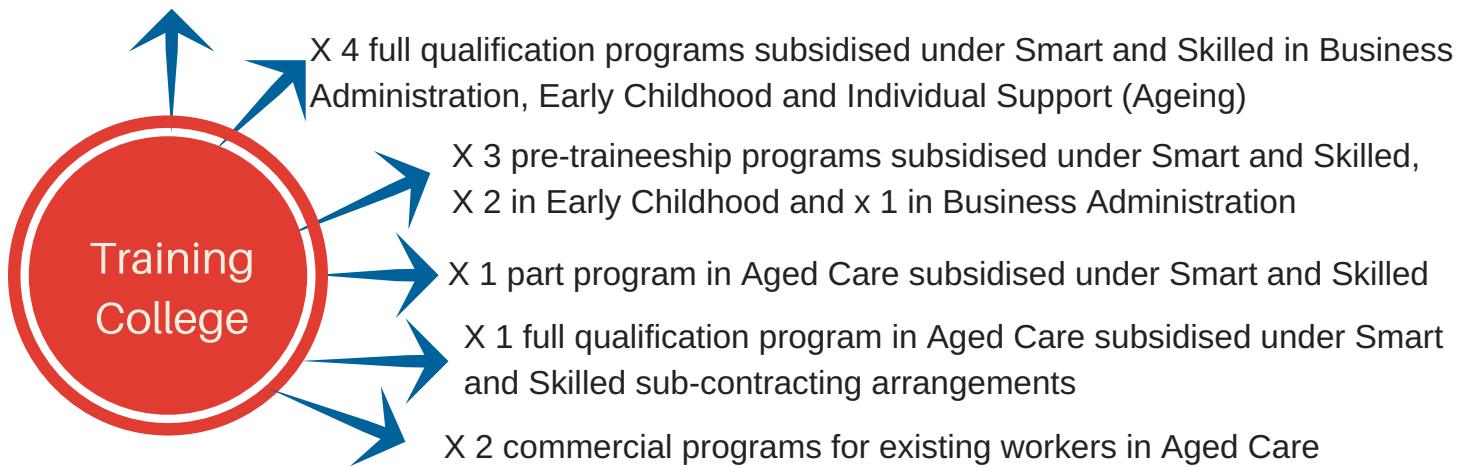 X 4 full qualification programs subsidised under Smart and Skilled in Business
Administration, Early Childhood and Individual Support (Ageing)
X 3 pre-traineeship programs subsidised under Smart and Skilled,
X 2 in Early Childhood and x 1 in Business Administration
Training
College
X 1 part program in Aged Care subsidised under Smart and Skilled
X 1 full qualification program in Aged Care subsidised under Smart
and Skilled sub-contracting arrangements
X 2 commercial programs for existing workers in Aged Care